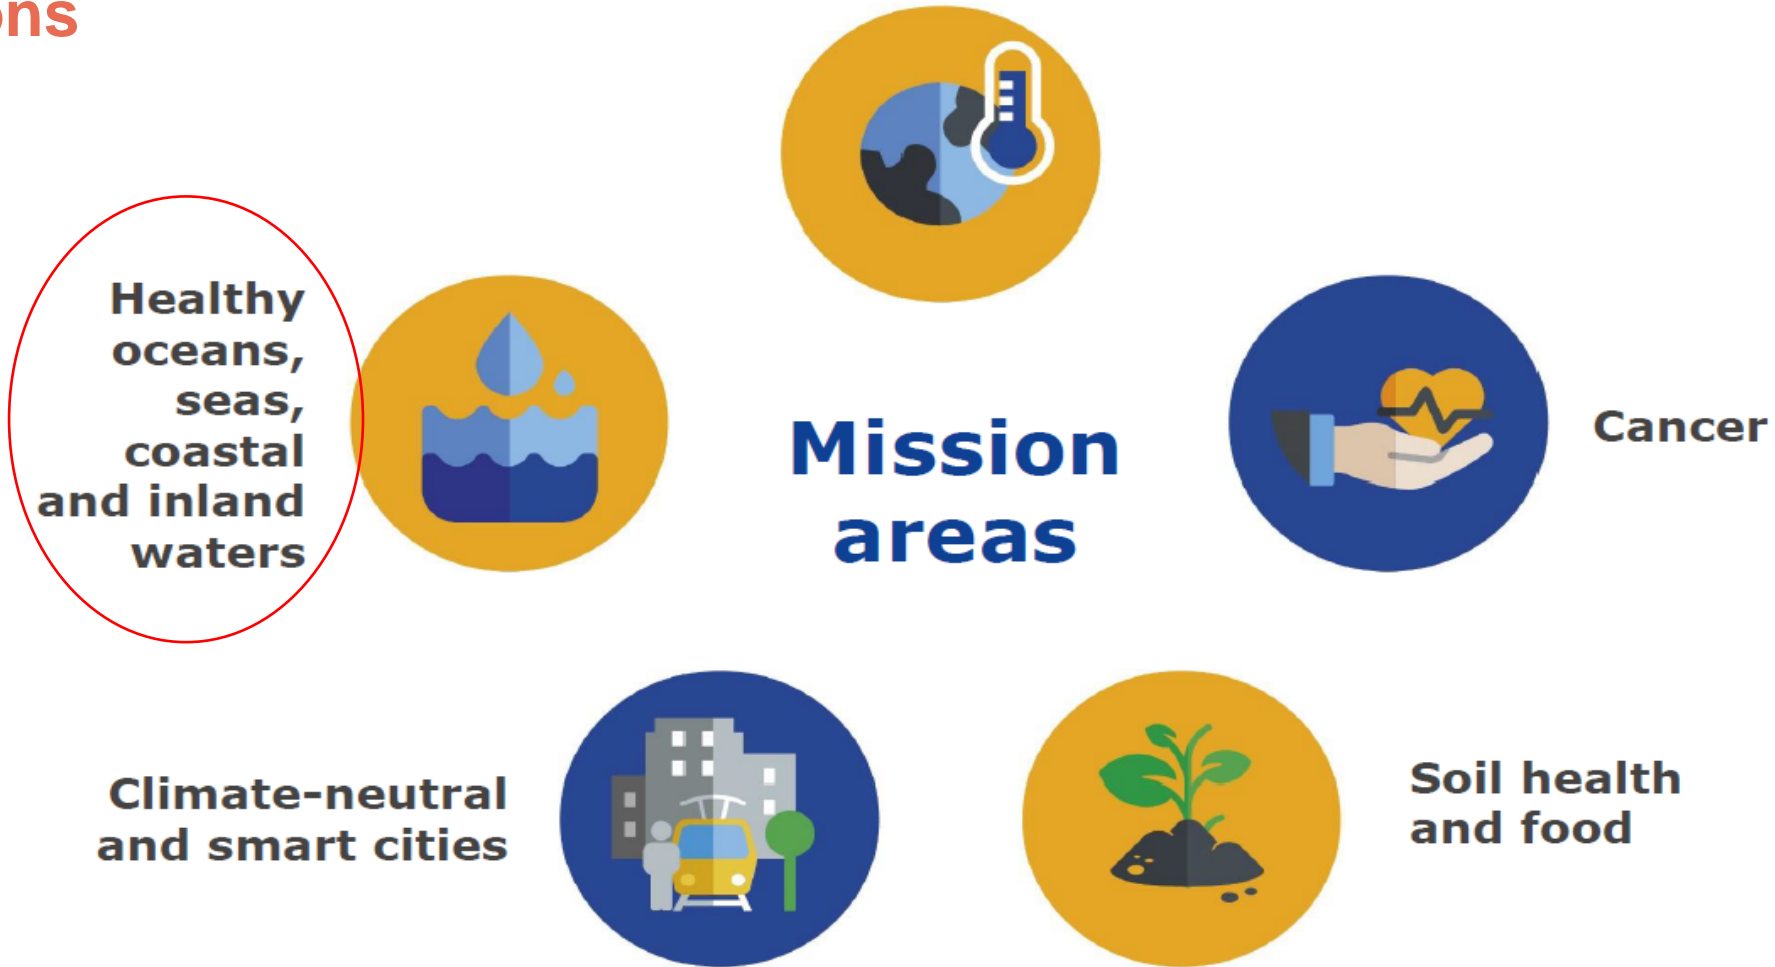 ons
Healthy
oceans,
seas,
coastal
and inland
waters
Mission
areas
Cancer
Climate-neutral
and smart cities
Soil health
and food